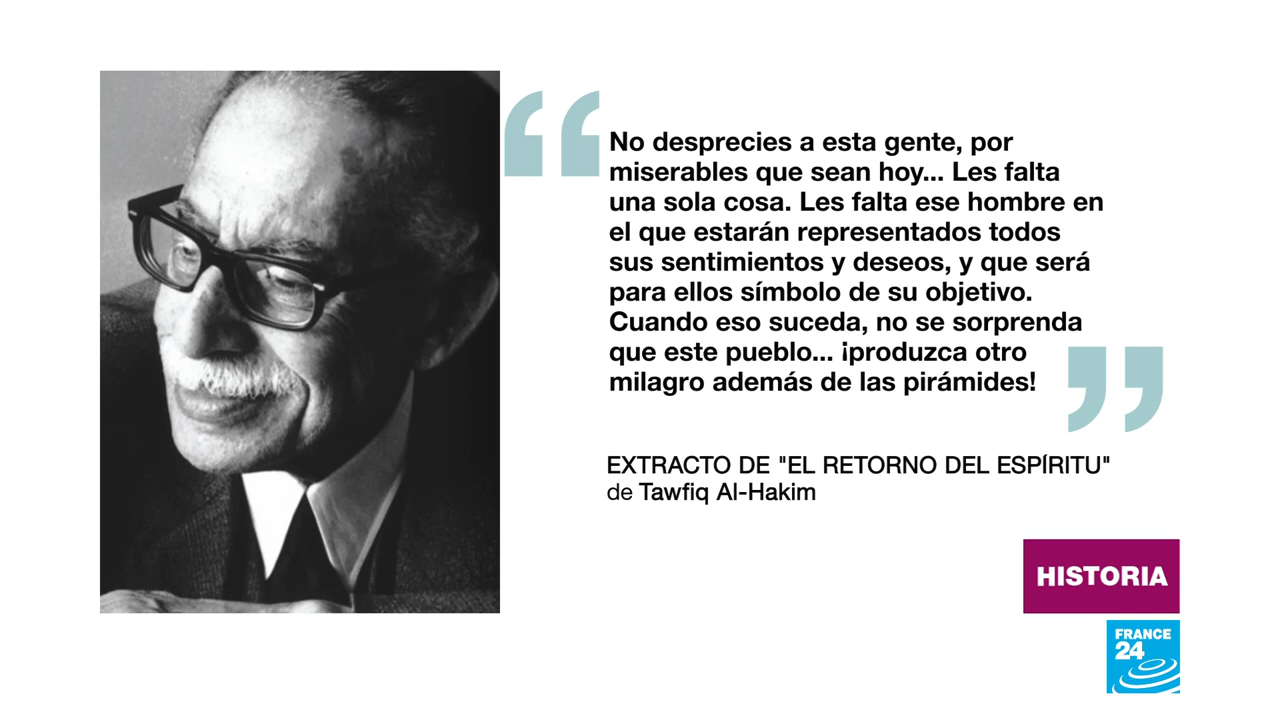 No desprecies a esta gente, por
miserables que sean hoy... Les falta
una sola cosa. Les falta ese hombre en
el que estarán representados todos
sus sentimientos y deseos, y que será
para ellos símbolo de su objetivo.
Cuando eso suceda, no se sorprenda
que este pueblo... ¡produzca otro
milagro además de las pirámides!
EXTRACTO DE "EL RETORNO DEL ESPÍRITU"
de Tawfiq Al-Hakim
HISTORIA
FRANCE
24